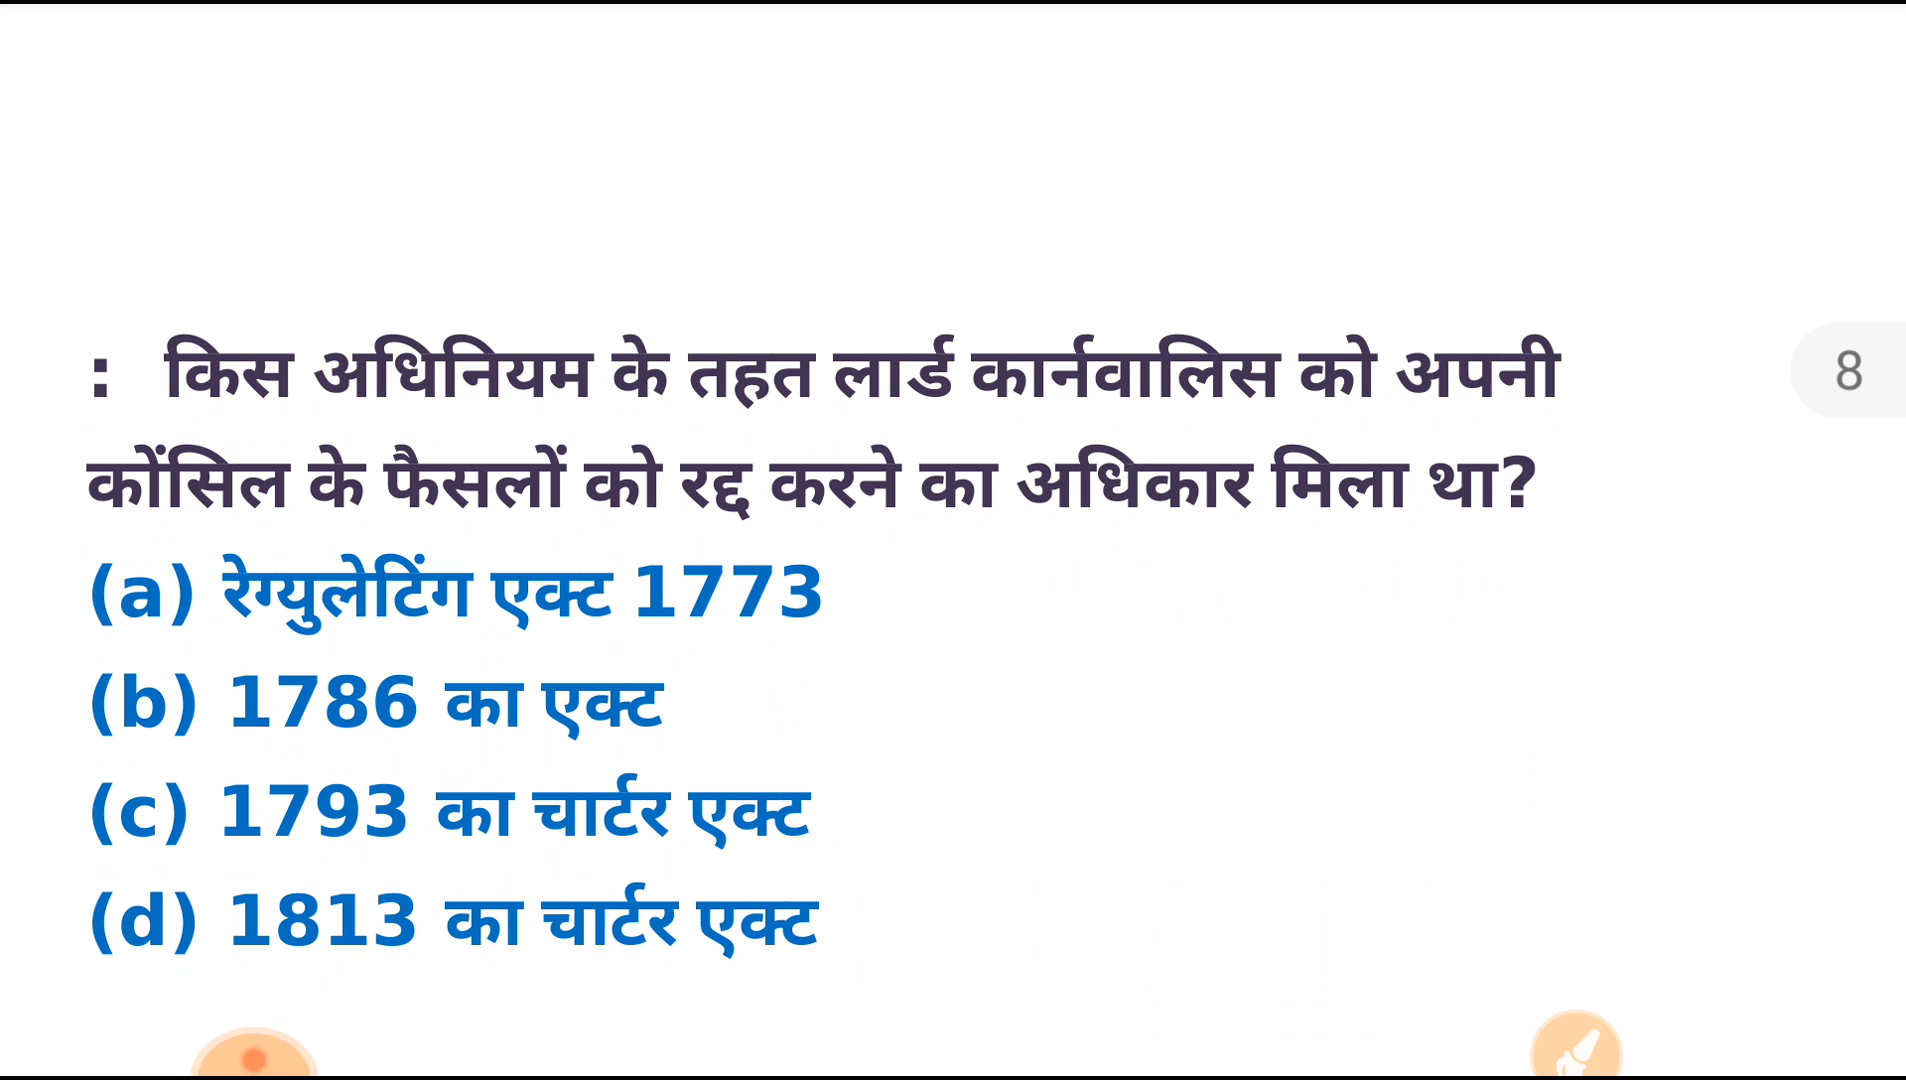 : किस अधिनियम के तहत लार्ड कार्नवालिस को अपनी
8
कोंसिल के फैसलों को रद्द करने का अधिकार मिला था?
(a) रेग्युलेटिंग एक्ट 1773
(b) 1786 का एक्ट
(c) 1793 का चार्टर एक्ट
(d) 1813 का चार्टर एक्ट